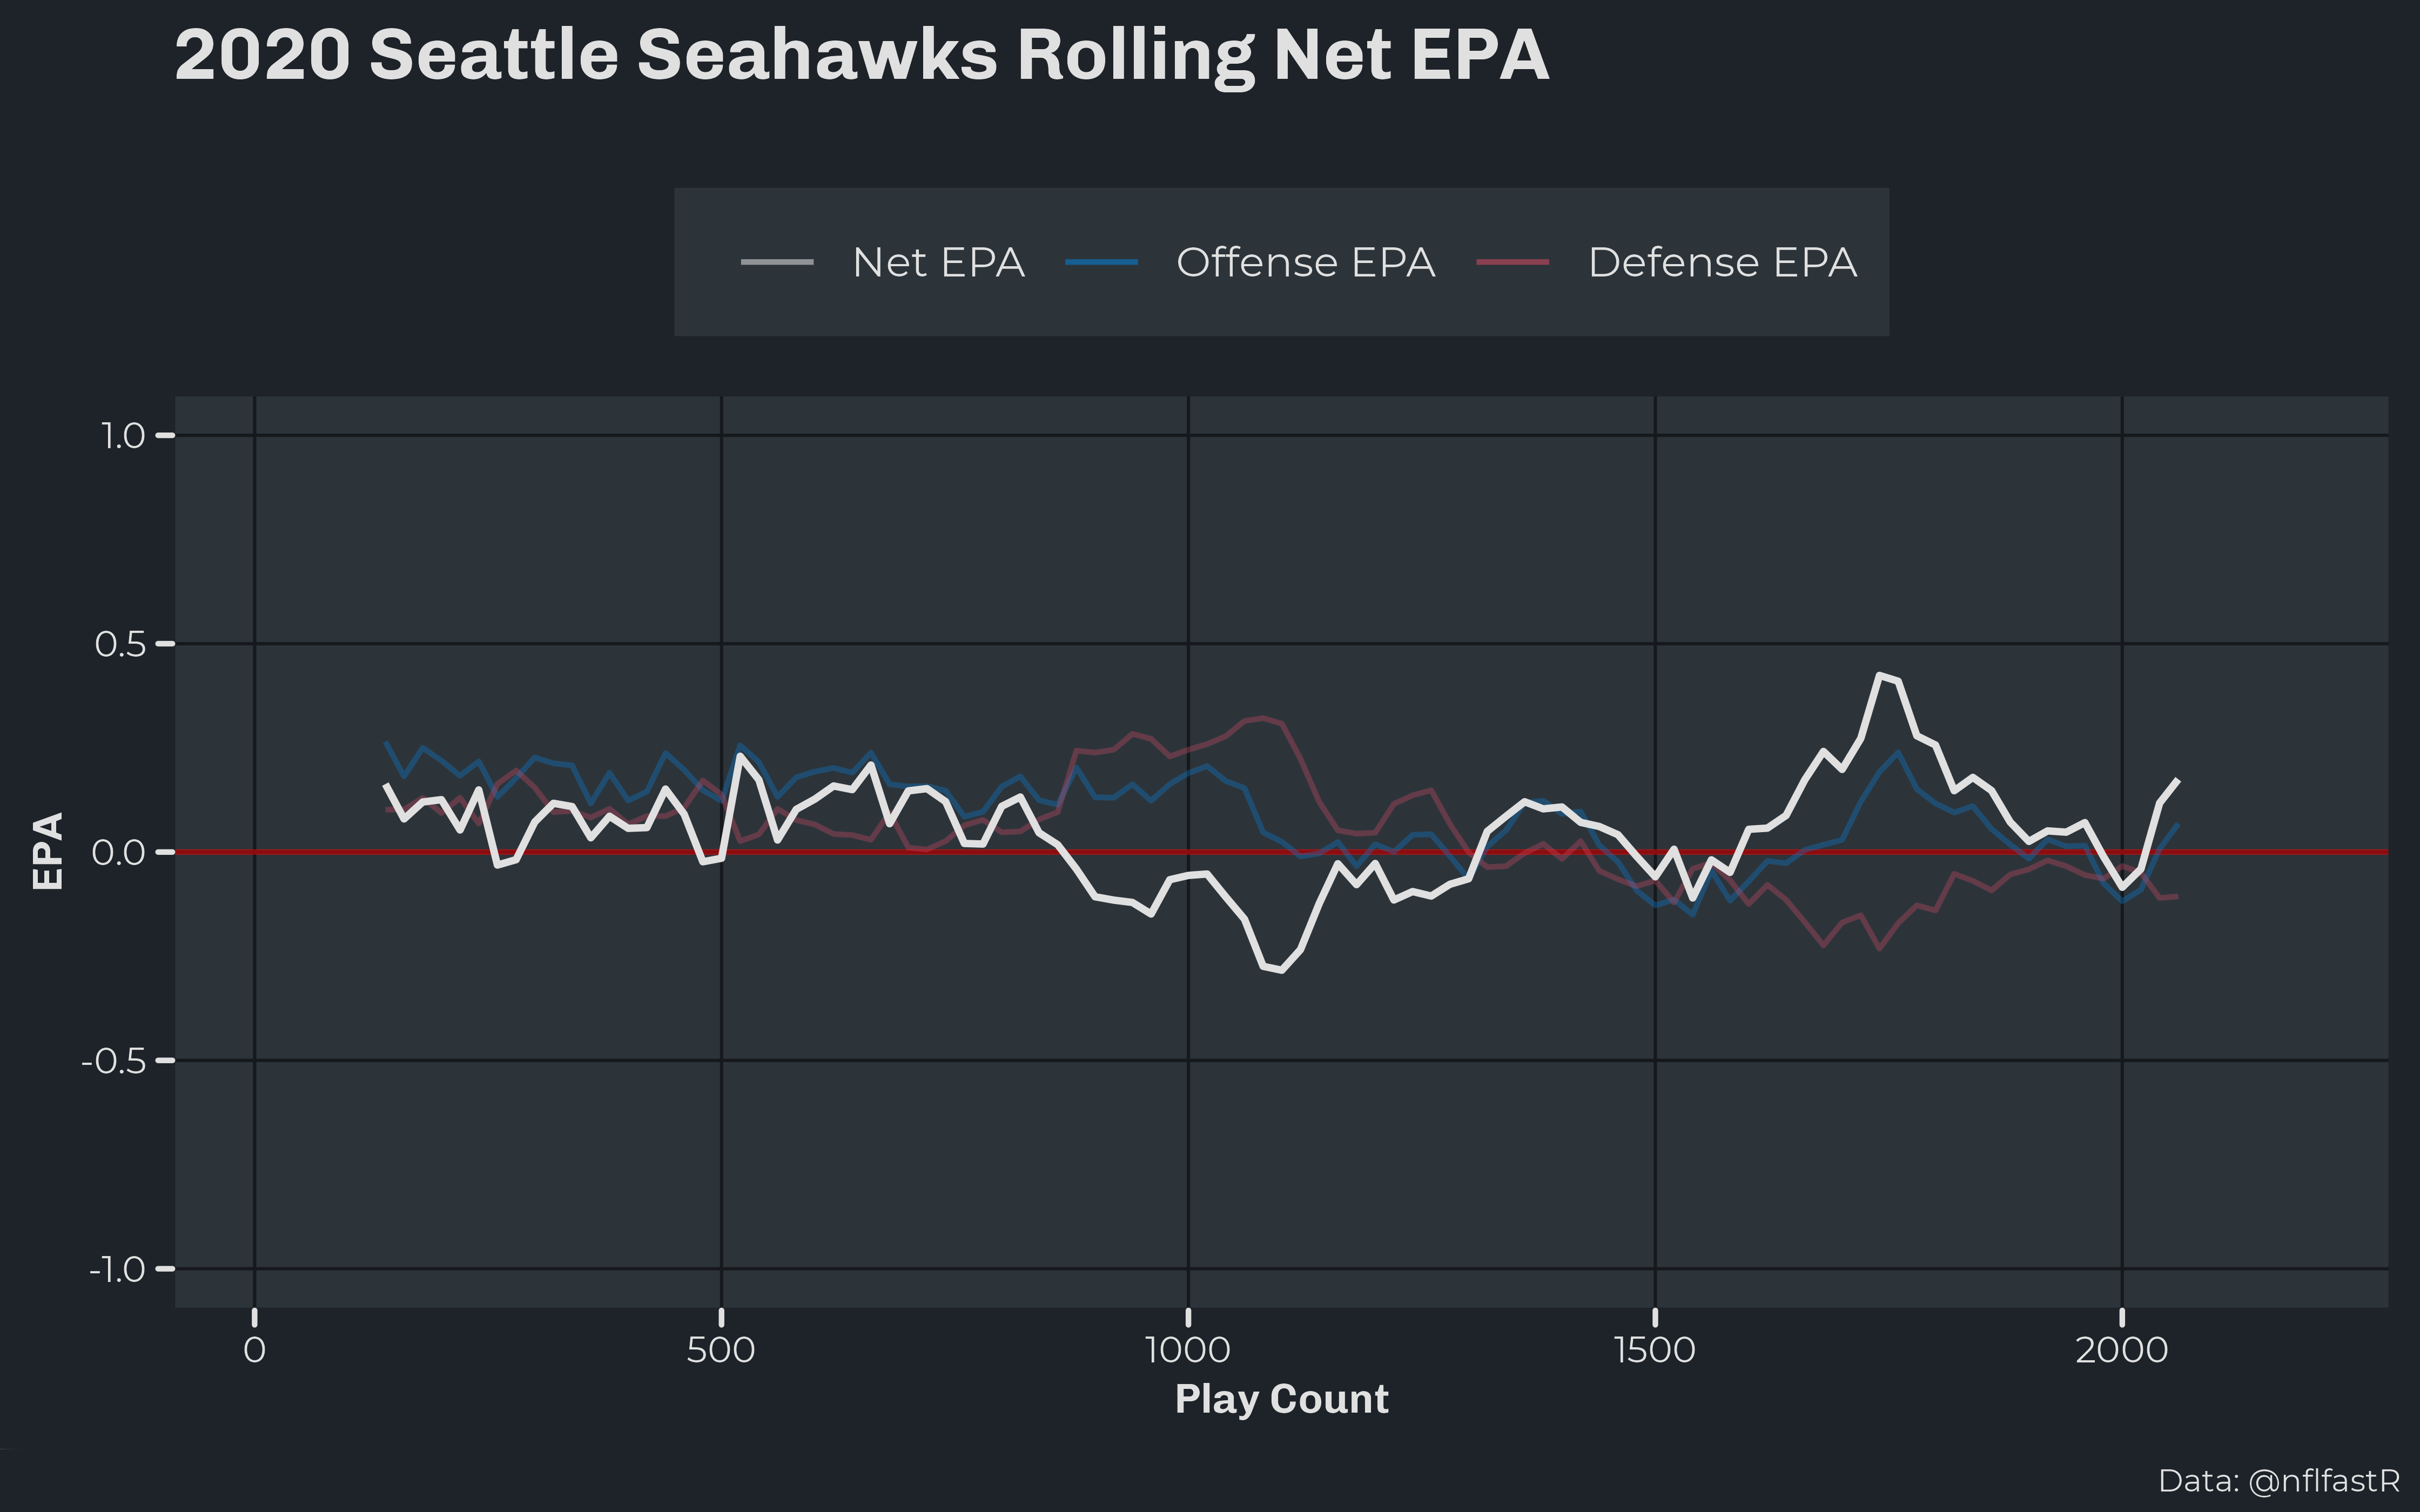 2020 Seattle Seahawks Rolling Net EPA
Net EPA Offense EPA Defense EPA
1.0
0.5
0.0
-0.5
-1.0
EPA
0 500 1000 1500 2000
Play Count
Data: @nflfastR